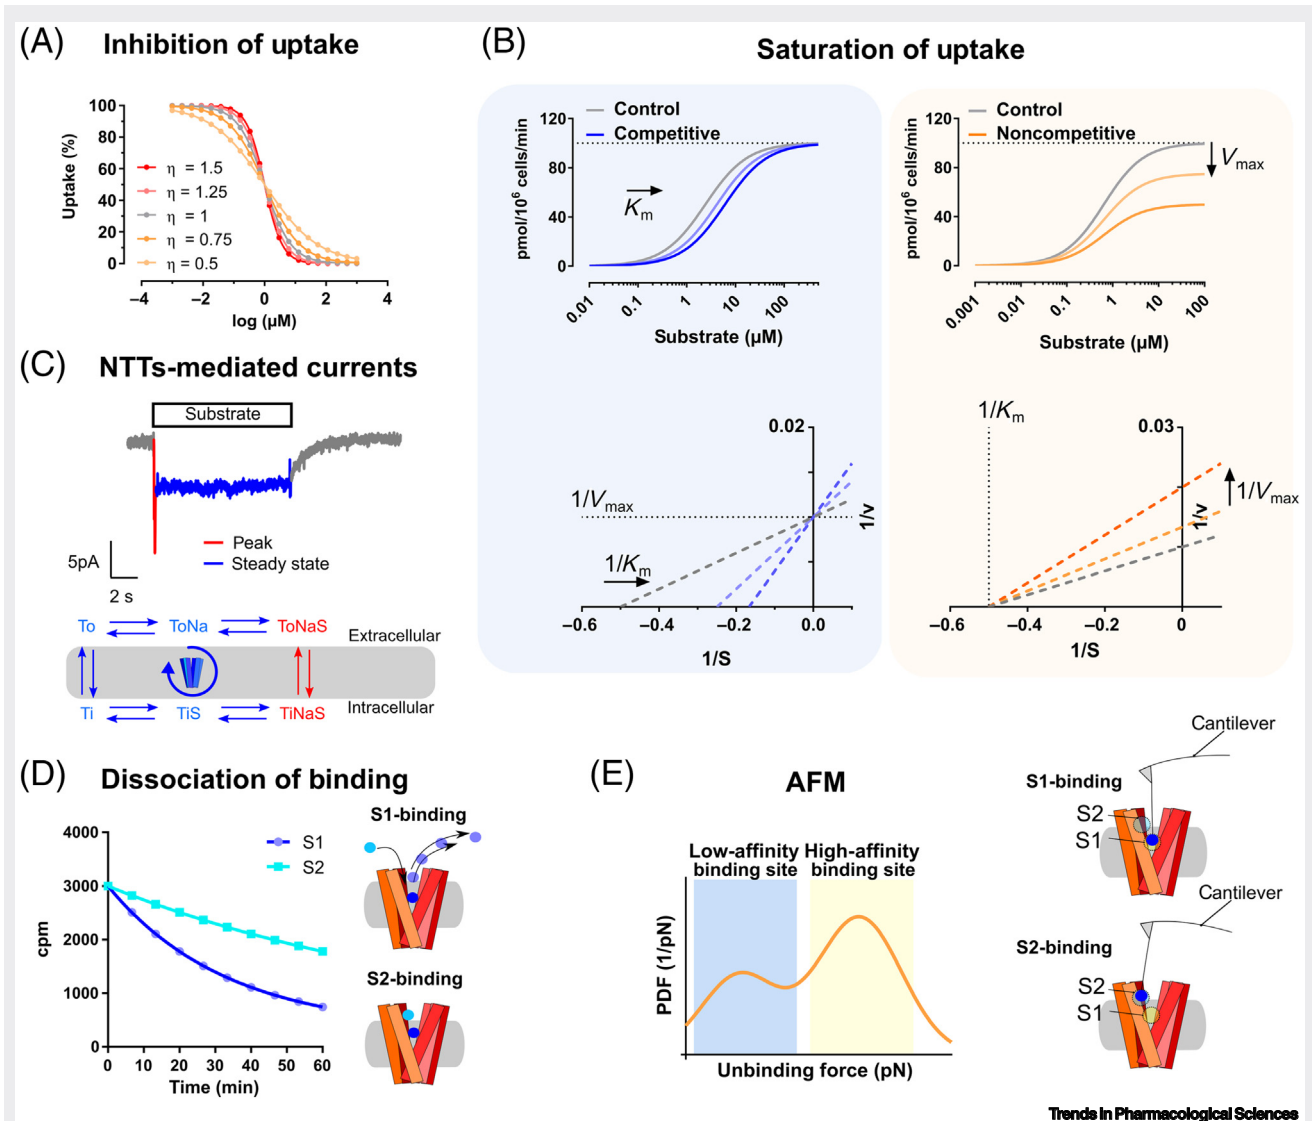 (A) Inhibition of uptake
Uptake (%)
100
80
60
40
20
0
η = 1.5
η = 1.25
η = 1
η = 0.75
η = 0.5
−4 −2 0 2 4
log (µM)
(B) Saturation of uptake
Control
Competitive
pmol/10⁶ cells/min
120
80
40
0
Km
0.01 0.1 1 10 100
Substrate (µM)
Control
Noncompetitive
pmol/10⁶ cells/min
120
80
40
0
Vmax
0.001 0.01 0.1 1 10 100
Substrate (µM)
0.02
1/Vmax
1/v
1/Km
−0.6 −0.4 −0.2 0.0
1/S
1/Km
0.03
1/v
1/Vmax
−0.6 −0.4 −0.2 0
1/S
(C) NTTs-mediated currents
Substrate
Peak
Steady state
5pA
2 s
To ToNa ToNaS
Extracellular
Intracellular
Ti TiS TiNaS
(D) Dissociation of binding
cpm
4000
3000
2000
1000
0
S1
S2
0 10 20 30 40 50 60
Time (min)
S1-binding
S2-binding
(E) AFM
Low-affinity
binding site
High-affinity
binding site
PDF (1/pN)
Unbinding force (pN)
Cantilever
S1-binding
S2
S1
Cantilever
S2-binding
S2
S1
Trends in Pharmacological Sciences